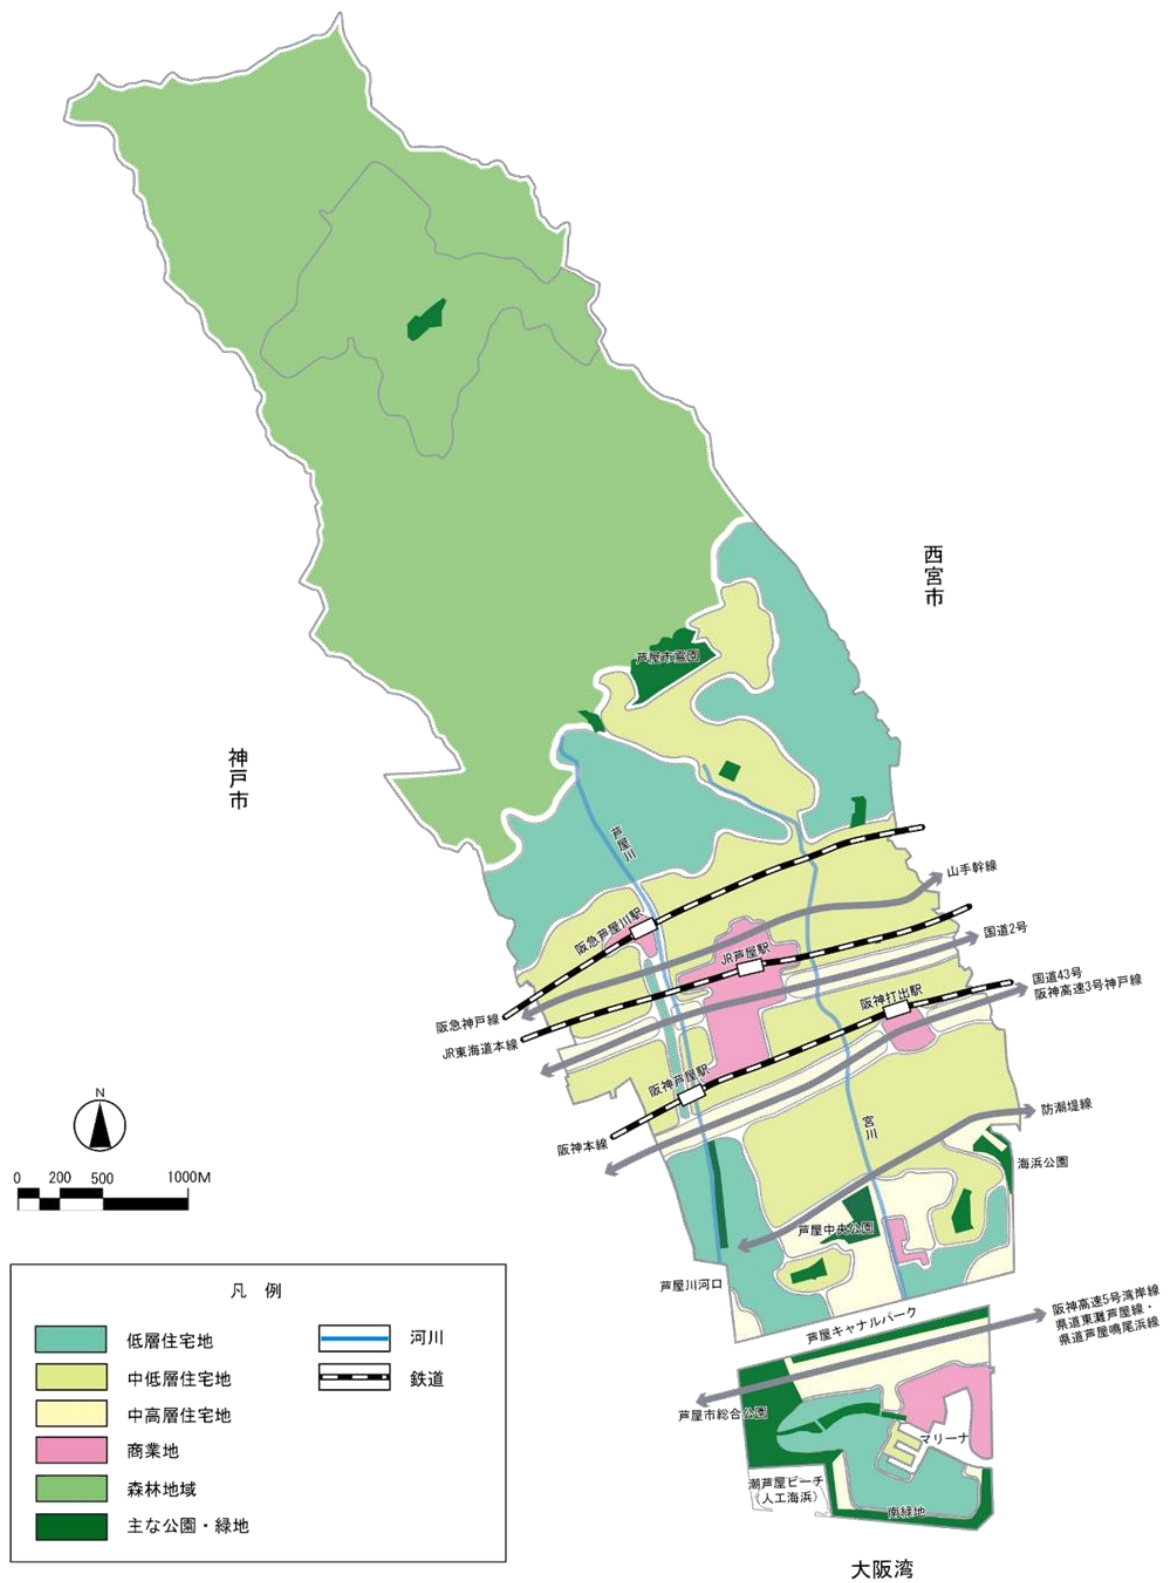 西宮市
芦屋市霊園
神戸市
芦屋川
山手幹線
阪急芦屋川駅
国道2号
JR芦屋駅
国道43号
阪神高速3号神戸線
阪神打出駅
阪急神戸線
JR東海道本線
阪神芦屋駅
N
防潮堤線
宮川
阪神本線
海浜公園
0 200 500 1000M
芦屋中央公園
芦屋川河口
凡 例
低層住宅地
中低層住宅地
中高層住宅地
商業地
森林地域
主な公園・緑地
河川
鉄道
芦屋キャナルパーク
阪神高速5号湾岸線
県道東灘芦屋線・
県道芦屋鳴尾浜線
芦屋市総合公園
マリーナ
潮芦屋ビーチ
（人工海浜）
南緑地
大阪湾